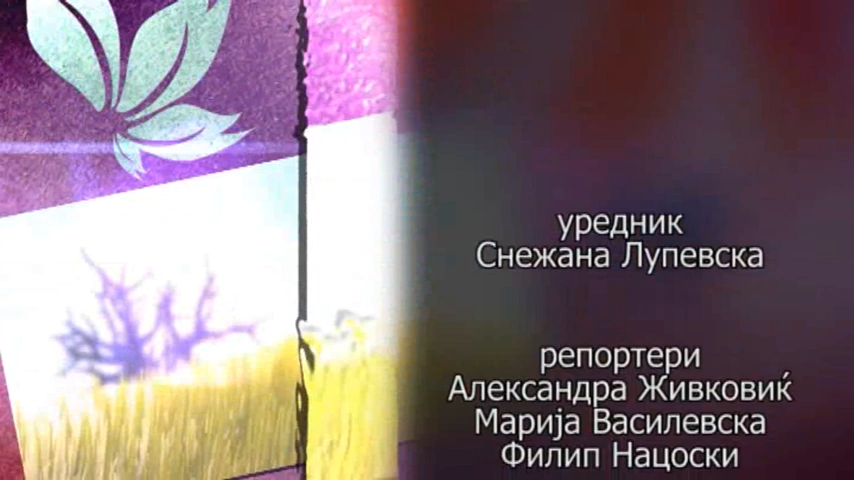 уредник
Снежана Лупевска
репортери
Александра Живковиќ
Марија Василевска
Филип Нацоски